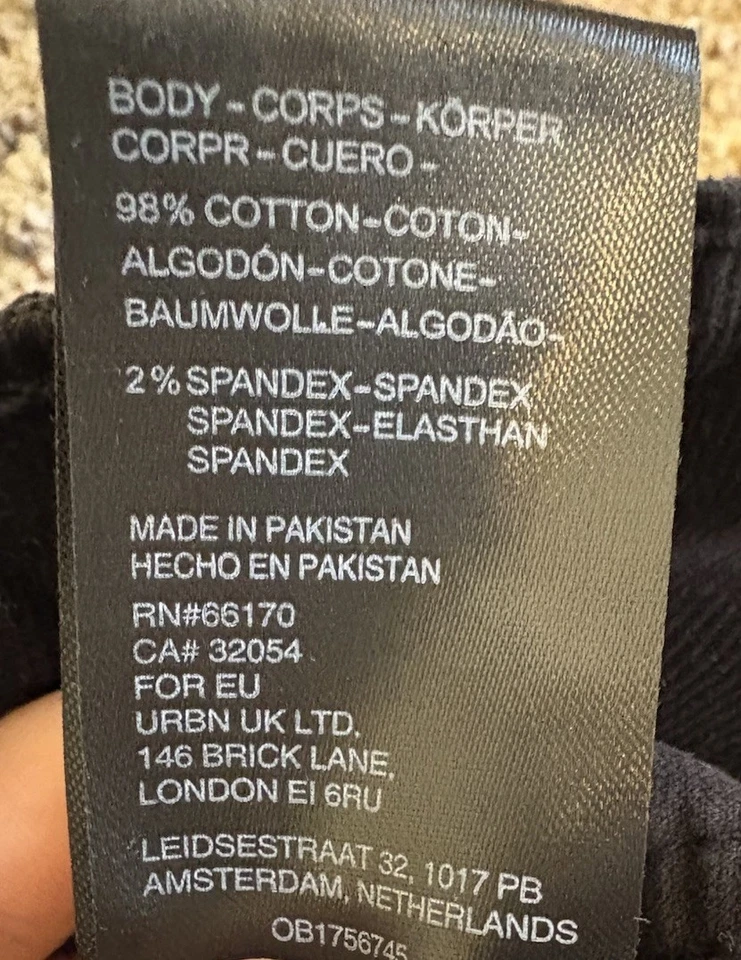 BODY-CORPS-KÖRPER
CORPR-CUERO-
98% COTTON-COTON-
ALGODÓN-COTONE-
BAUMWOLLE-ALGODÃO-
2% SPANDEX-SPANDEX
SPANDEX-ELASTHAN
SPANDEX
MADE IN PAKISTAN
HECHO EN PAKISTAN
RN#66170
CA# 32054
FOR EU
URBN UK LTD.
146 BRICK LANE,
LONDON EI 6RU
LEIDSESTRAAT 32, 1017 PB
AMSTERDAM, NETHERLANDS
OB1756745